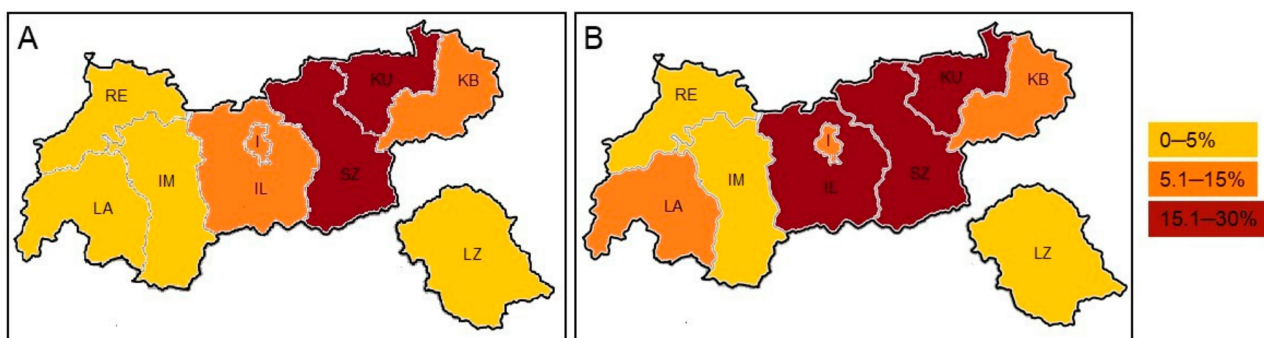 A
RE
IM
LA
I
IL
KU
SZ
KB
LZ
B
RE
IM
LA
I
IL
KU
SZ
KB
LZ
0–5%
5.1–15%
15.1–30%